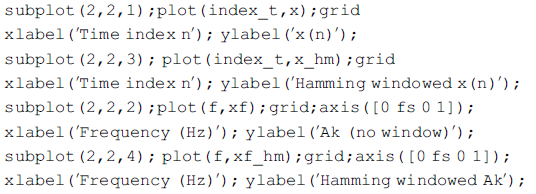 subplot(2,2,1);plot(index_t,x);grid
xlabel('Time index n'); ylabel('x(n)');
subplot(2,2,3); plot(index_t,x_hm);grid
xlabel('Time index n'); ylabel('Hamming windowed x(n)');
subplot(2,2,2);plot(f,xf);grid;axis([0 fs 0 1]);
xlabel('Frequency (Hz)'); ylabel('Ak (no window)');
subplot(2,2,4); plot(f,xf_hm);grid;axis([0 fs 0 1]);
xlabel('Frequency (Hz)'); ylabel('Hamming windowed Ak');